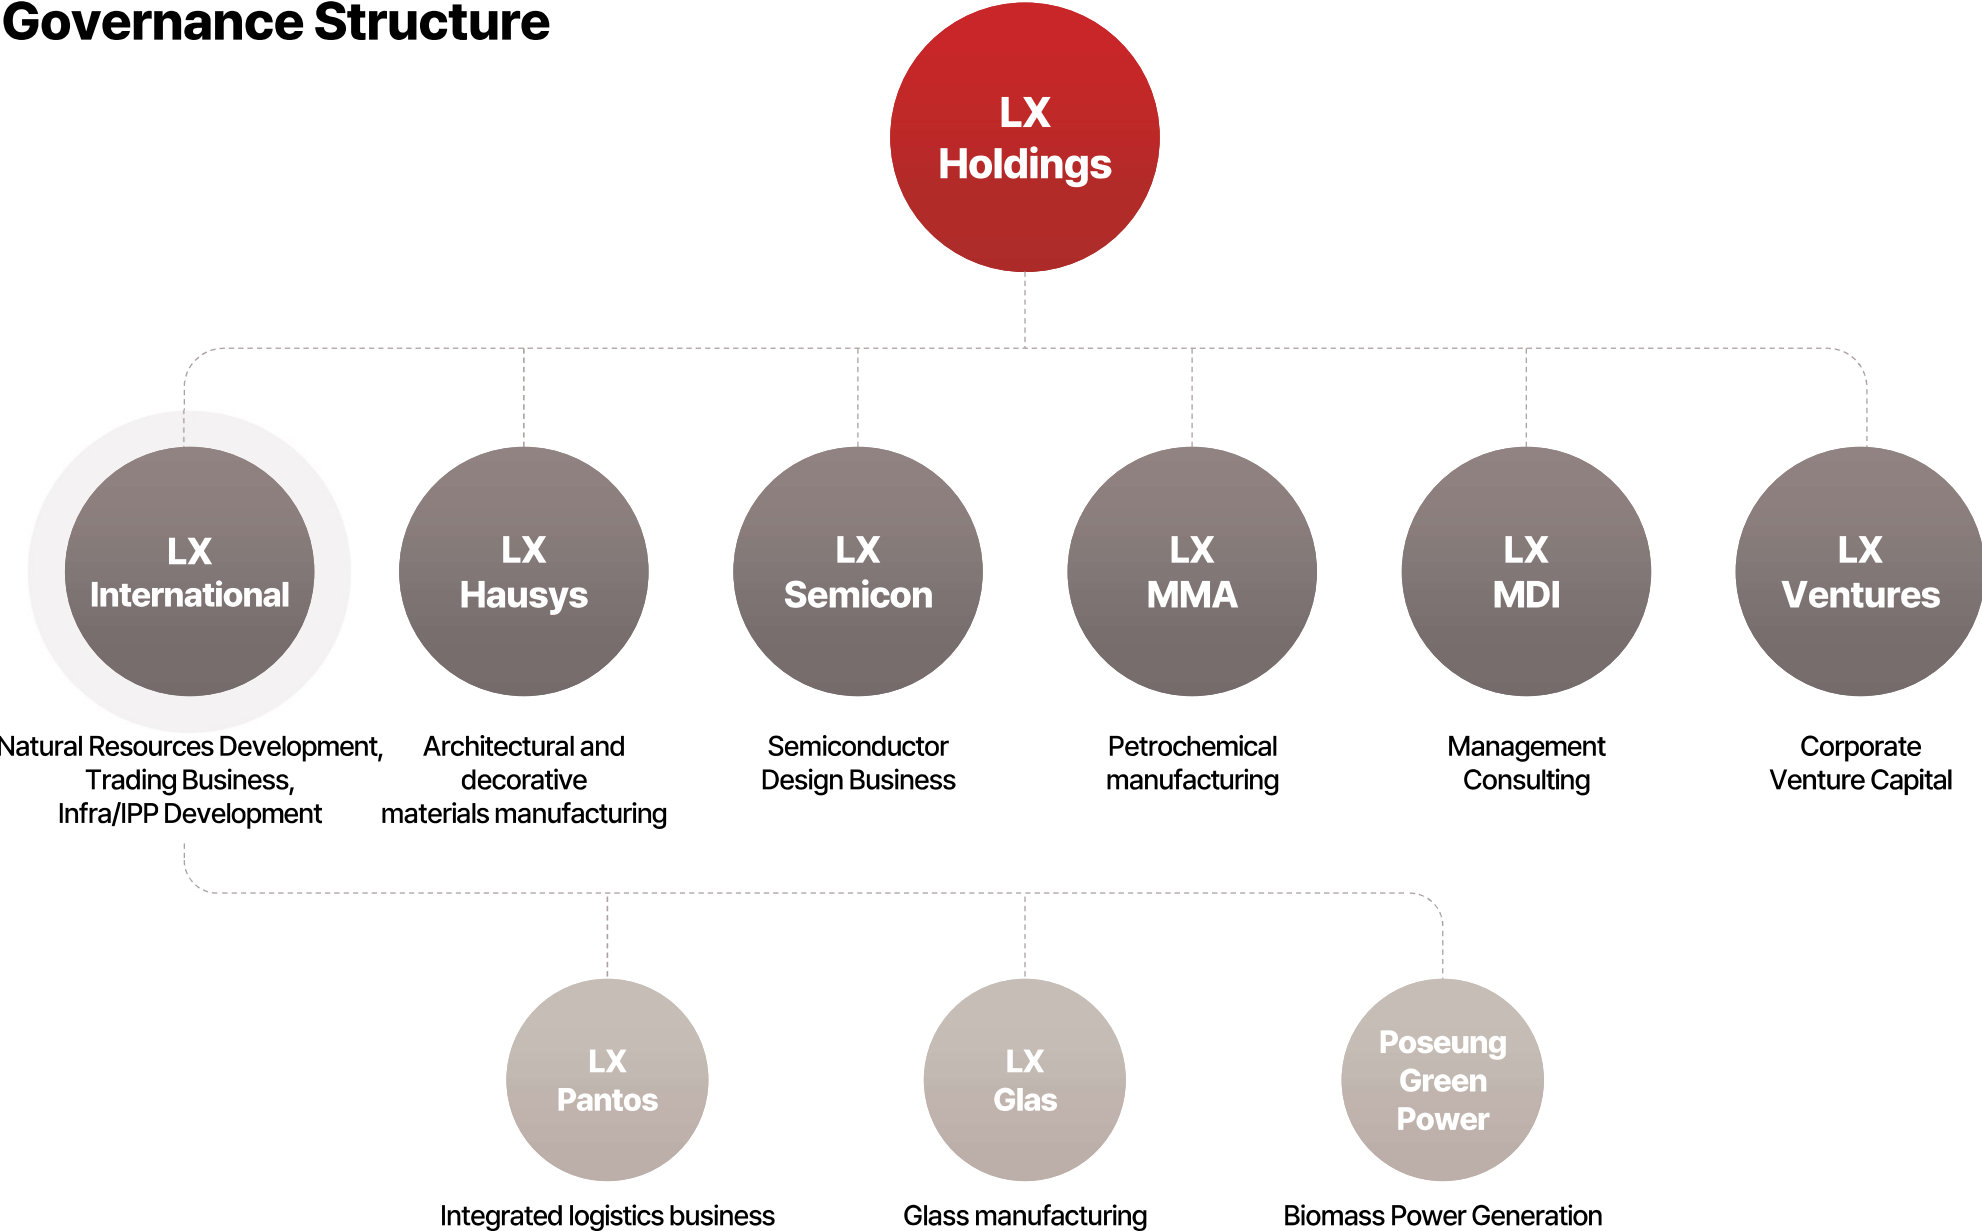 Governance Structure
LX
Holdings
LX
International
LX
Hausys
LX
Semicon
LX
MMA
LX
MDI
LX
Ventures
Natural Resources Development,
Trading Business,
Infra/IPP Development
Architectural and
decorative
materials manufacturing
Semiconductor
Design Business
Petrochemical
manufacturing
Management
Consulting
Corporate
Venture Capital
LX
Pantos
LX
Glas
Poseung
Green
Power
Integrated logistics business
Glass manufacturing
Biomass Power Generation